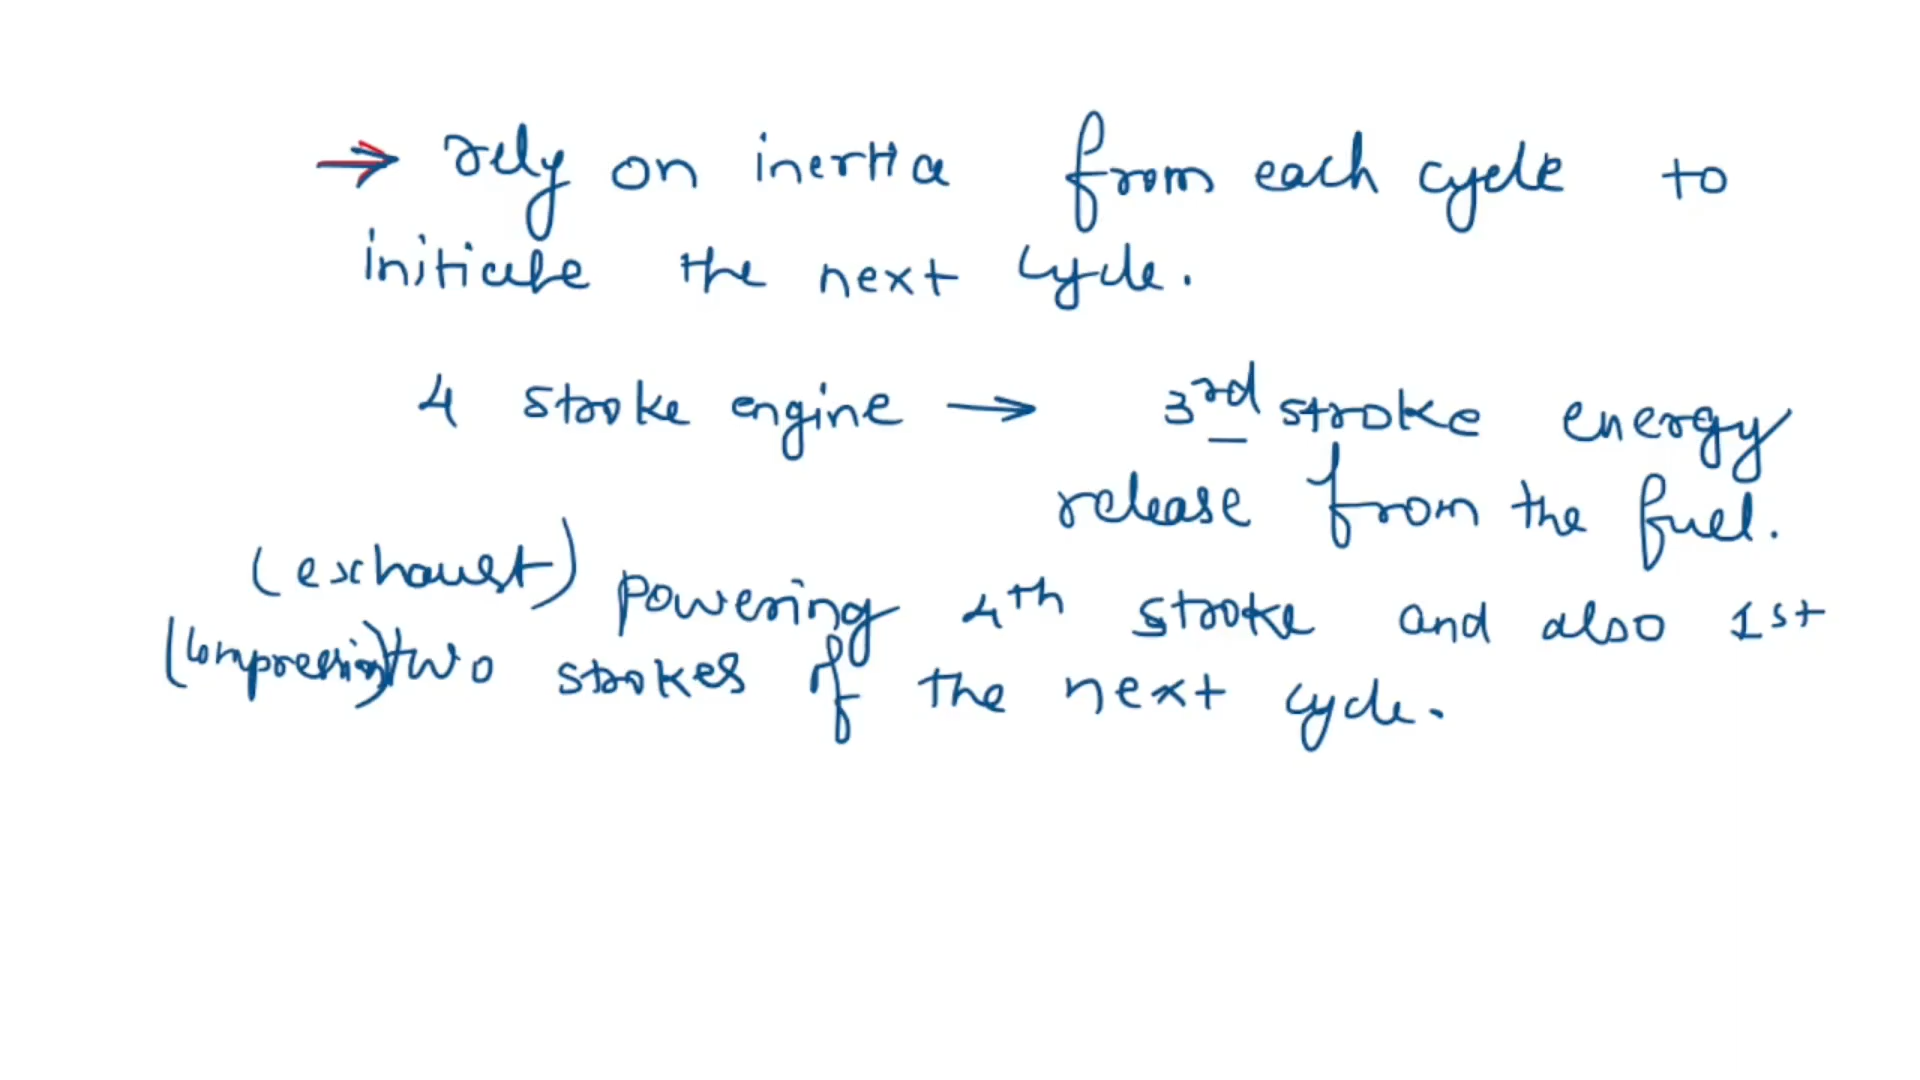 → rely on inertia from each cycle to
initiate the next cycle.
4 stroke engine → 3rd stroke energy
release from the fuel.
(exhaust) powering 4th stroke and also 1st
(compression) two strokes of the next cycle.